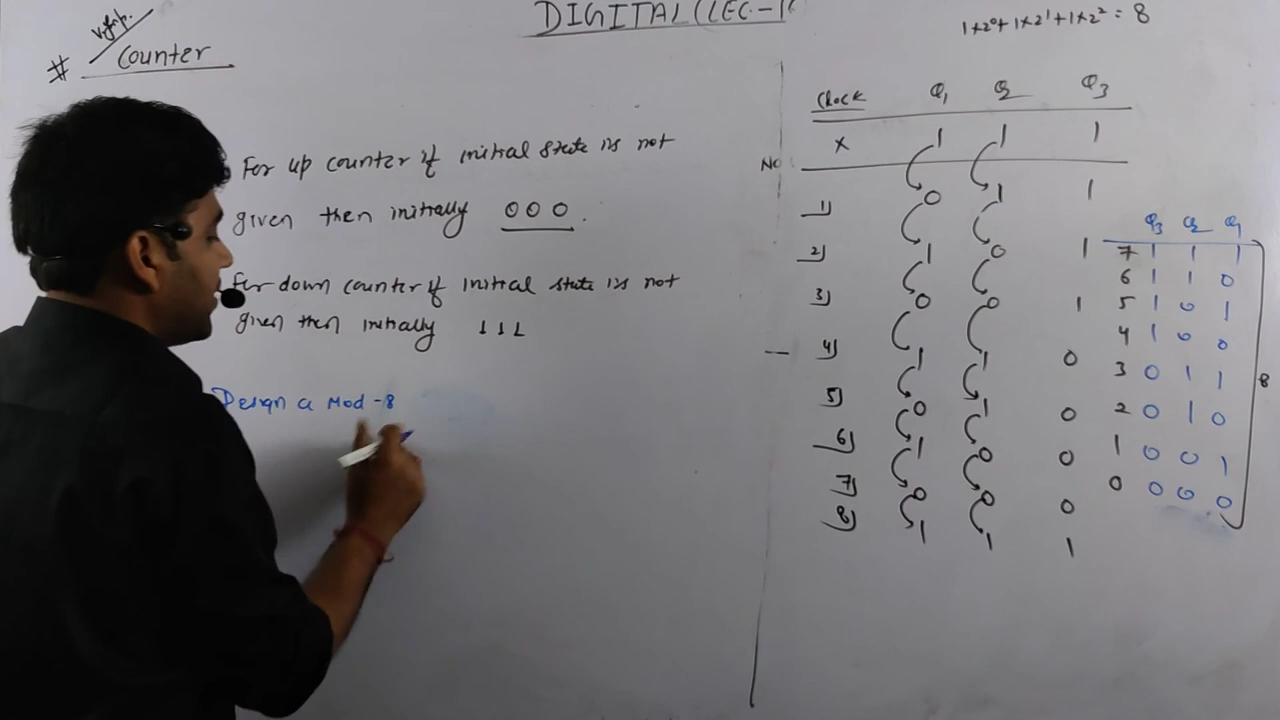 DIGITAL (LEC-1
1×2⁰+1×2¹+1×2² = 8
v.Imp.
# Counter
For up counter if initial state is not
given then initially 000.
For down counter if initial state is not
given then initially 111
Design a Mod-8
Clock Q1 Q2 Q3
X 1 1 1
NC
1) 0 1 1
2) 1 0 1
3) 0 0 1
4) 1 1 0
5) 0 1 0
6) 1 0 0
7) 0 0 0
8) 1 1 1
Q3 Q2 Q1
7 1 1 1
6 1 1 0
5 1 0 1
4 1 0 0
3 0 1 1
2 0 1 0
1 0 0 1
0 0 0 0
8